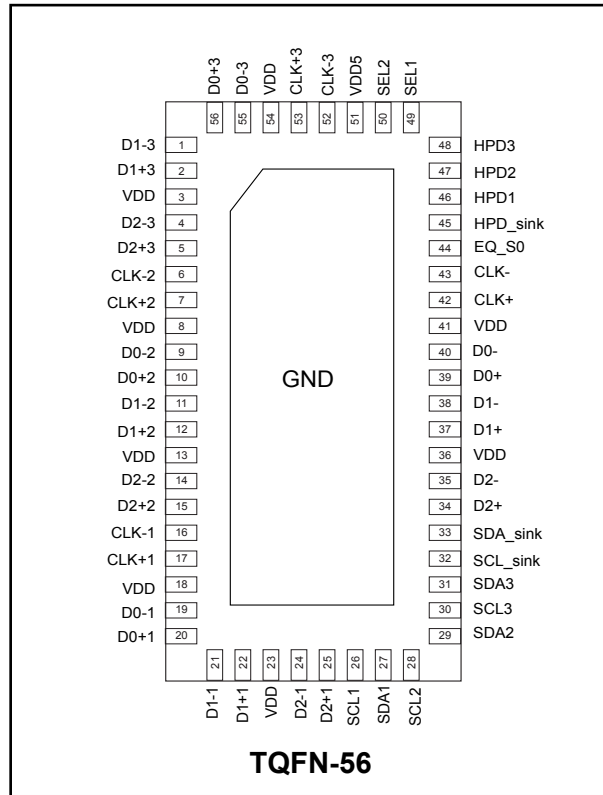 D0+3 D0-3 VDD CLK+3 CLK-3 VDD5 SEL2 SEL1
56 55 54 53 52 51 50 49
D1-3 1 48 HPD3
D1+3 2 47 HPD2
VDD 3 46 HPD1
D2-3 4 45 HPD_sink
D2+3 5 44 EQ_S0
CLK-2 6 43 CLK-
CLK+2 7 42 CLK+
VDD 8 41 VDD
D0-2 9 40 D0-
D0+2 10 39 D0+
GND
D1-2 11 38 D1-
D1+2 12 37 D1+
VDD 13 36 VDD
D2-2 14 35 D2-
D2+2 15 34 D2+
CLK-1 16 33 SDA_sink
CLK+1 17 32 SCL_sink
VDD 18 31 SDA3
D0-1 19 30 SCL3
D0+1 20 29 SDA2
21 22 23 24 25 26 27 28
D1-1 D1+1 VDD D2-1 D2+1 SCL1 SDA1 SCL2
TQFN-56